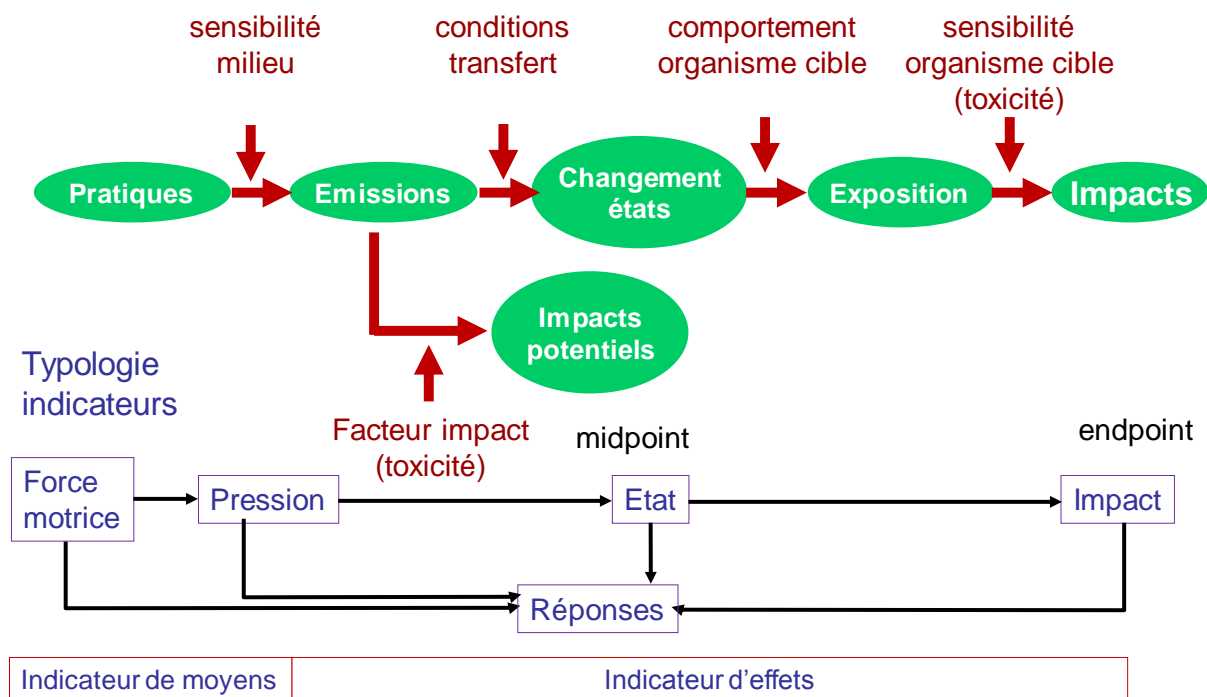 sensibilité
milieu
conditions
transfert
comportement
organisme cible
sensibilité
organisme cible
(toxicité)
Pratiques
Emissions
Changement
états
Exposition
Impacts
Impacts
potentiels
Typologie
indicateurs
Facteur impact
(toxicité)
midpoint
endpoint
Force
motrice
Pression
Etat
Impact
Réponses
Indicateur de moyens
Indicateur d'effets